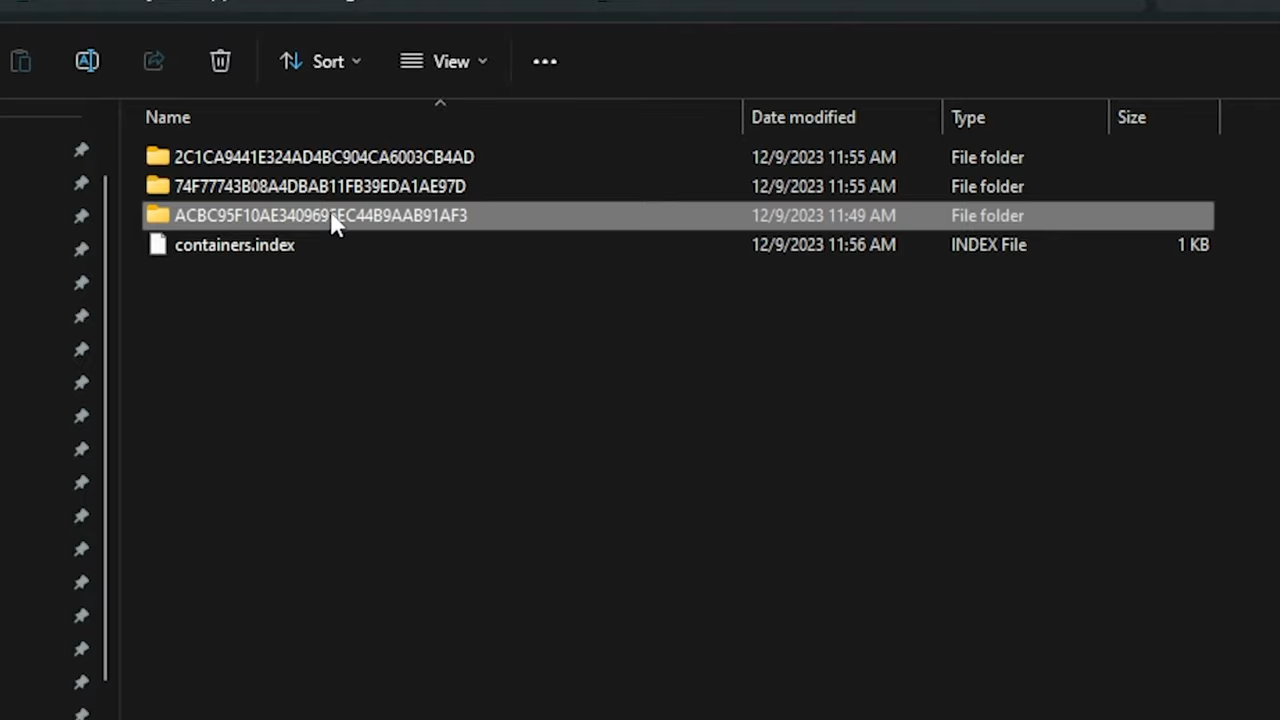 Sort View
Name Date modified Type Size
2C1CA9441E324AD4BC904CA6003CB4AD 12/9/2023 11:55 AM File folder
74F77743B08A4DBAB11FB39EDA1AE97D 12/9/2023 11:55 AM File folder
12/9/2023 11:49 AM File folder
containers.index 12/9/2023 11:56 AM INDEX File 1 KB